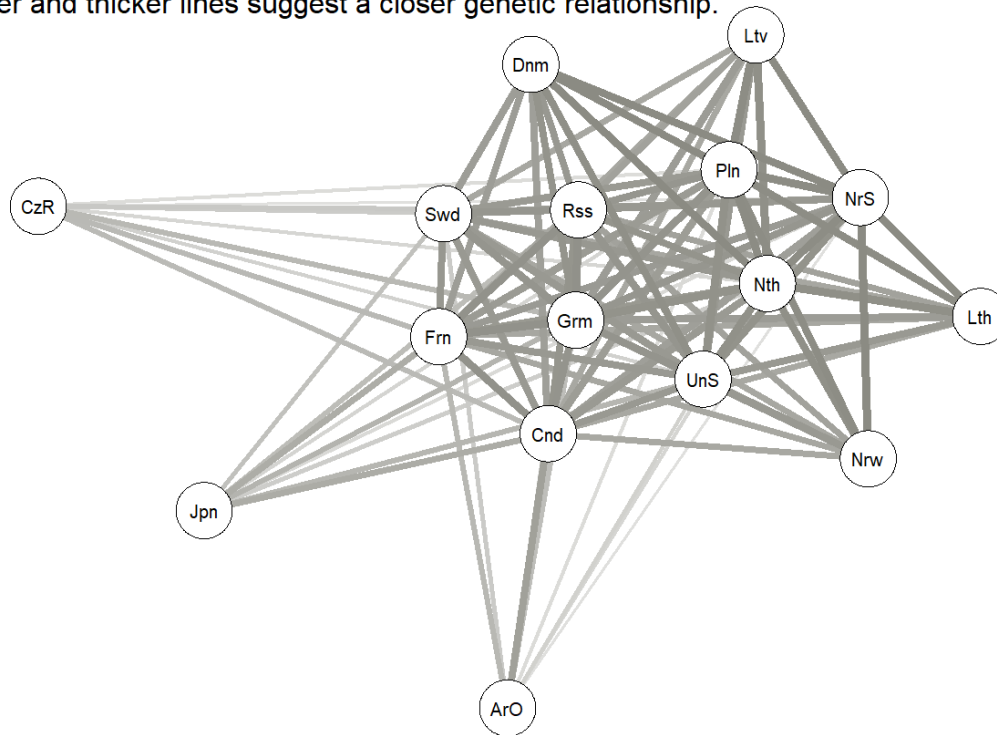 er and thicker lines suggest a closer genetic relationship.
Ltv
Dnm
Pln
NrS
CzR
Swd
Rss
Nth
Grm
Lth
Frn
UnS
Cnd
Nrw
Jpn
ArO